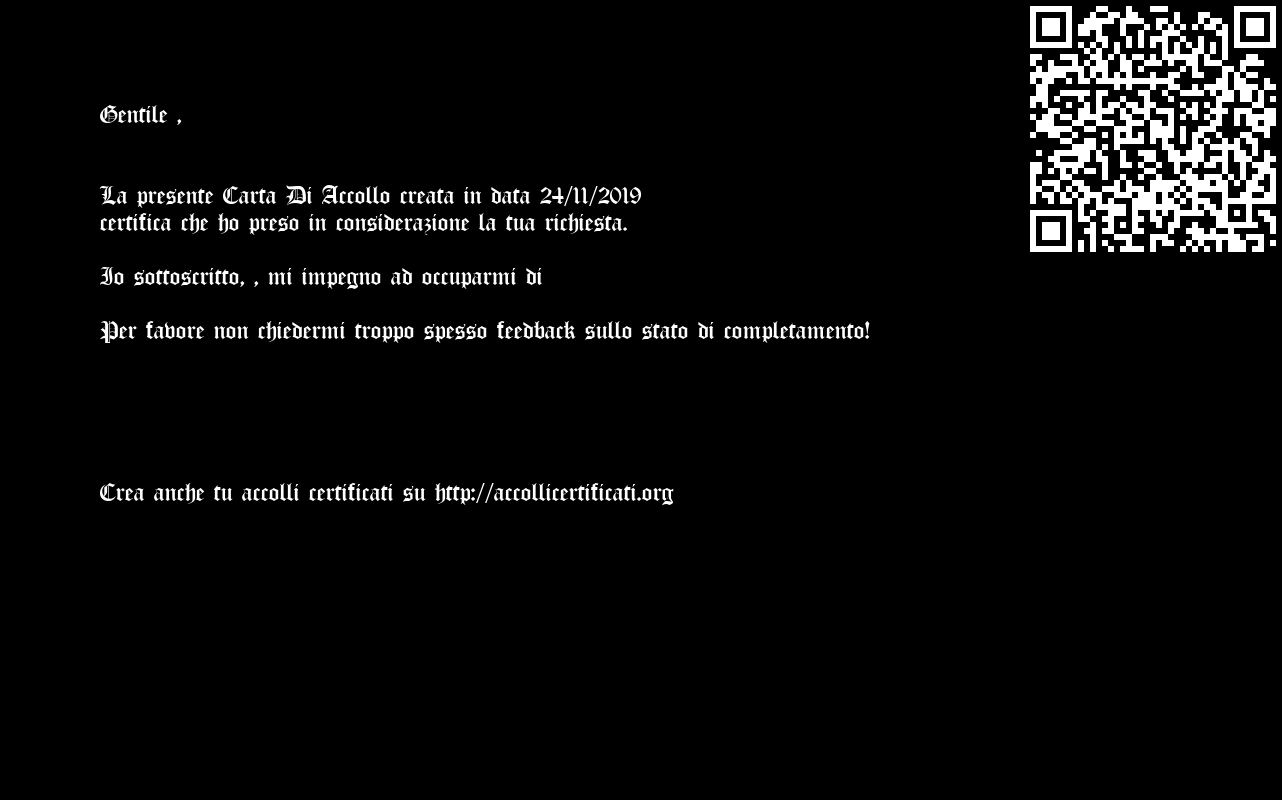 Gentile ,
La presente Carta Di Accollo creata in data 24/11/2019
certifica che ho preso in considerazione la tua richiesta.
Io sottoscritto, , mi impegno ad occuparmi di
Per favore non chiedermi troppo spesso feedback sullo stato di completamento!
Crea anche tu accolli certificati su http://accollicertificati.org